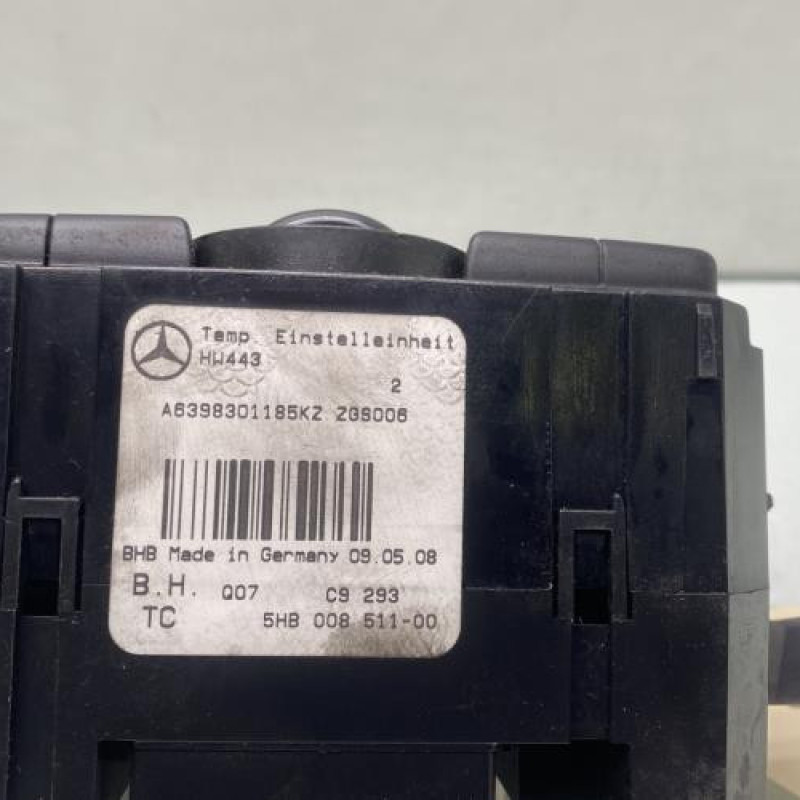 Temp. Einstelleinheit
HW443
2
A6398301185KZ ZGS006
BHB Made in Germany 09.05.08
B.H. Q07 C9 293
TC 5HB 008 511-00